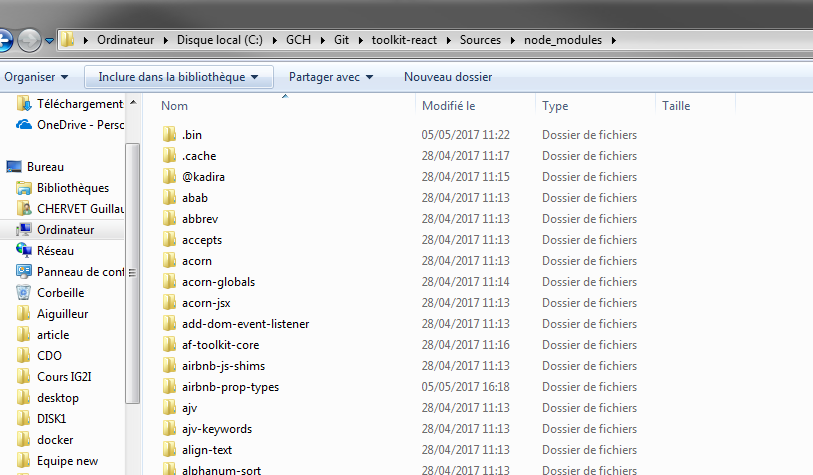 Ordinateur Disque local (C:) GCH Git toolkit-react Sources node_modules
Organiser Inclure dans la bibliothèque Partager avec Nouveau dossier
Téléchargement
OneDrive - Perso
Bureau
Bibliothèques
CHERVET Guillau
Ordinateur
Réseau
Panneau de conf
Corbeille
Aiguilleur
article
CDO
Cours IG2I
desktop
DISK1
docker
Equipe new
Nom Modifié le Type Taille
.bin 05/05/2017 11:22 Dossier de fichiers
.cache 28/04/2017 11:17 Dossier de fichiers
@kadira 28/04/2017 11:15 Dossier de fichiers
abab 28/04/2017 11:13 Dossier de fichiers
abbrev 28/04/2017 11:13 Dossier de fichiers
accepts 28/04/2017 11:13 Dossier de fichiers
acorn 28/04/2017 11:13 Dossier de fichiers
acorn-globals 28/04/2017 11:14 Dossier de fichiers
acorn-jsx 28/04/2017 11:13 Dossier de fichiers
add-dom-event-listener 28/04/2017 11:13 Dossier de fichiers
af-toolkit-core 28/04/2017 11:16 Dossier de fichiers
airbnb-js-shims 28/04/2017 11:13 Dossier de fichiers
airbnb-prop-types 05/05/2017 16:18 Dossier de fichiers
ajv 28/04/2017 11:13 Dossier de fichiers
ajv-keywords 28/04/2017 11:13 Dossier de fichiers
align-text 28/04/2017 11:13 Dossier de fichiers
alphanum-sort 28/04/2017 11:13 Dossier de fichiers